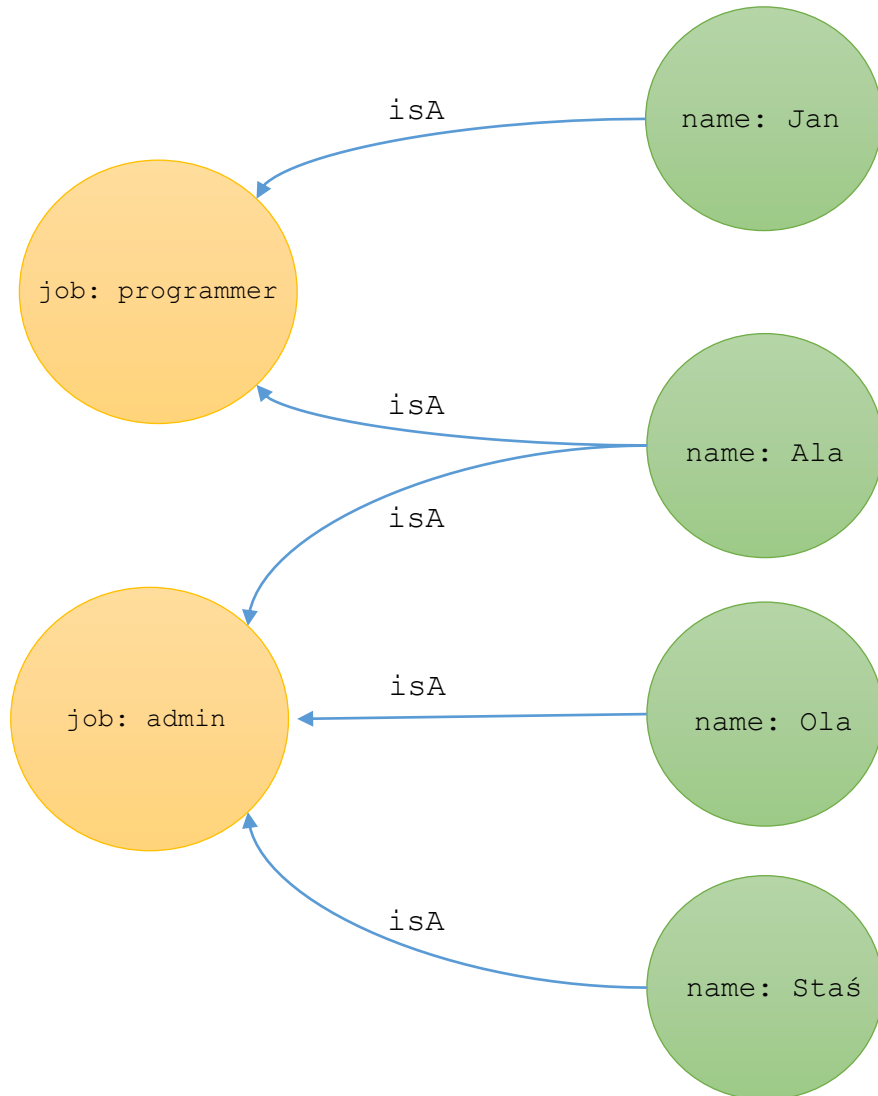 isA
name: Jan
job: programmer
isA
name: Ala
isA
isA
job: admin
name: Ola
isA
name: Staś